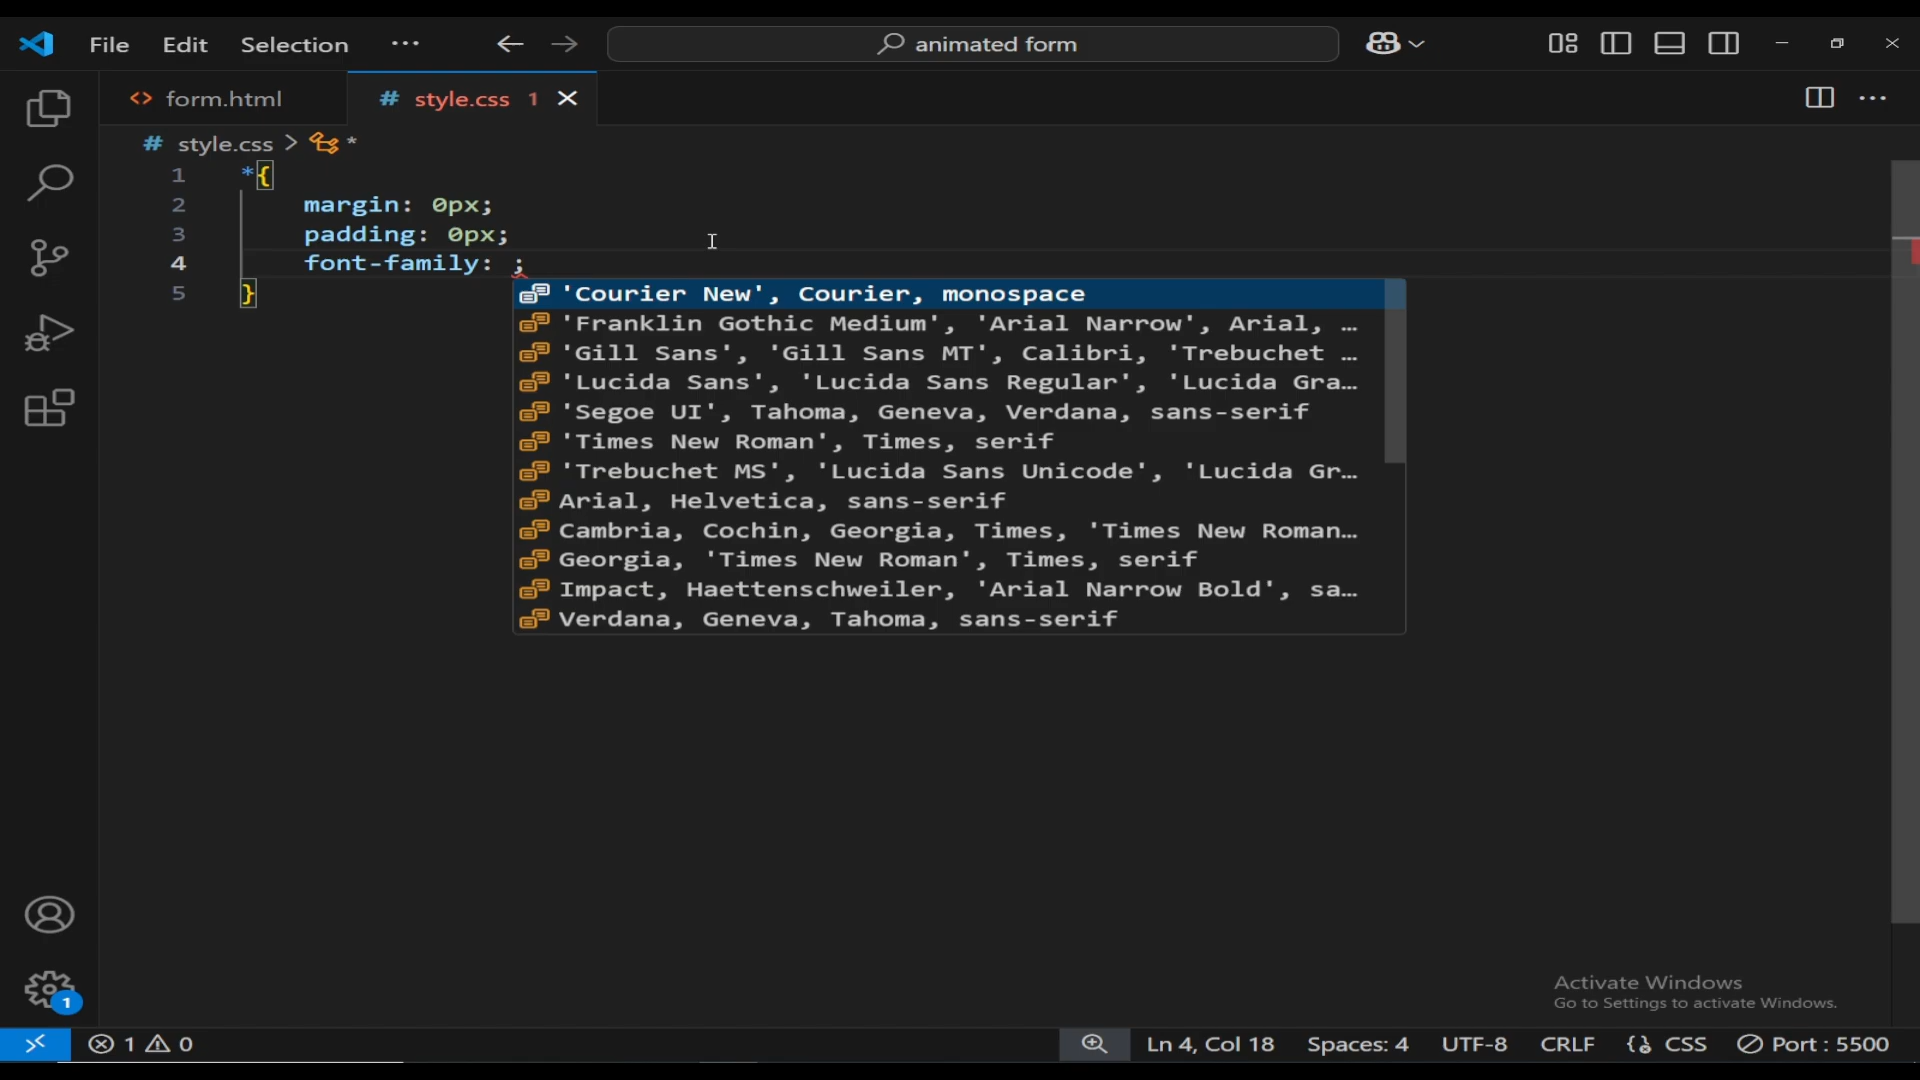 File Edit Selection ··· ← → animated form
<> form.html # style.css 1 ×
# style.css > *
1 *{
2 margin: 0px;
3 padding: 0px;
4 font-family: ;
5 }
'Courier New', Courier, monospace
'Franklin Gothic Medium', 'Arial Narrow', Arial, …
'Gill Sans', 'Gill Sans MT', Calibri, 'Trebuchet …
'Lucida Sans', 'Lucida Sans Regular', 'Lucida Gra…
'Segoe UI', Tahoma, Geneva, Verdana, sans-serif
'Times New Roman', Times, serif
'Trebuchet MS', 'Lucida Sans Unicode', 'Lucida Gr…
Arial, Helvetica, sans-serif
Cambria, Cochin, Georgia, Times, 'Times New Roman…
Georgia, 'Times New Roman', Times, serif
Impact, Haettenschweiler, 'Arial Narrow Bold', sa…
Verdana, Geneva, Tahoma, sans-serif
Activate Windows
Go to Settings to activate Windows.
1
1 0 Ln 4, Col 18 Spaces: 4 UTF-8 CRLF CSS Port : 5500